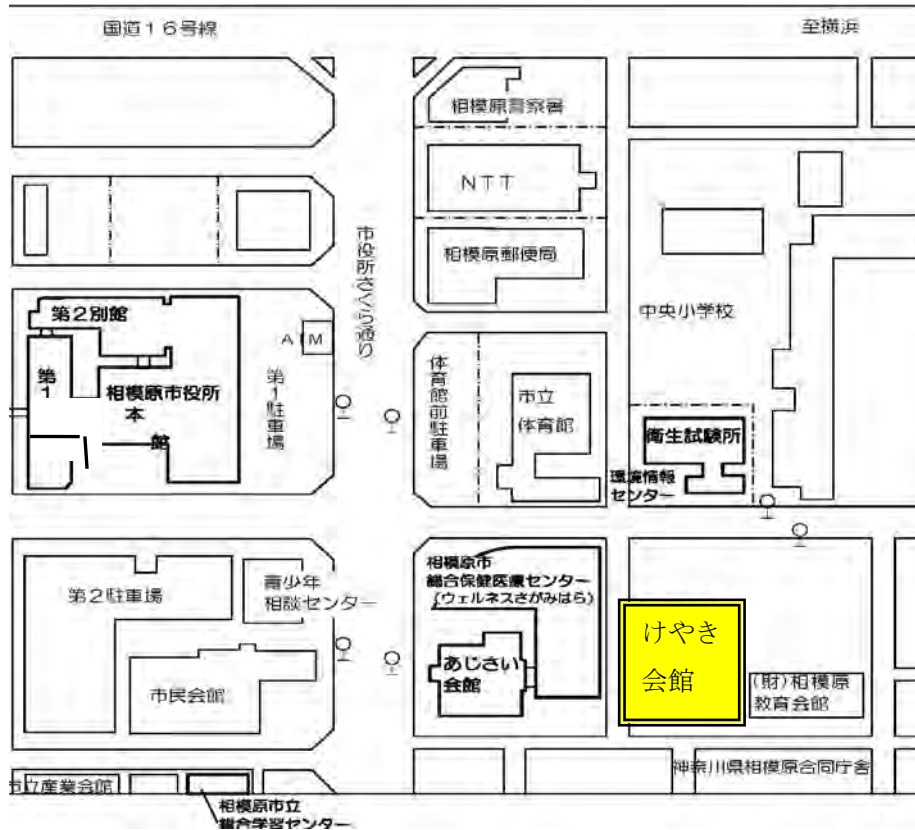 国道１６号線
至横浜
相模原警察署
ＮＴＴ
相模原郵便局
市役所さくら通り
中央小学校
第２別館
第１
相模原市役所
本
館
ＡＴＭ
第１駐車場
体育館前駐車場
市立
体育館
衛生試験所
環境情報
センター
第２駐車場
青少年
相談センター
市民会館
相模原市
総合保健医療センター
（ウェルネスさがみはら）
あじさい
会館
けやき
会館
（財）相模原
教育会館
市立産業会館
相模原市立
総合学習センター
神奈川県相模原合同庁舎